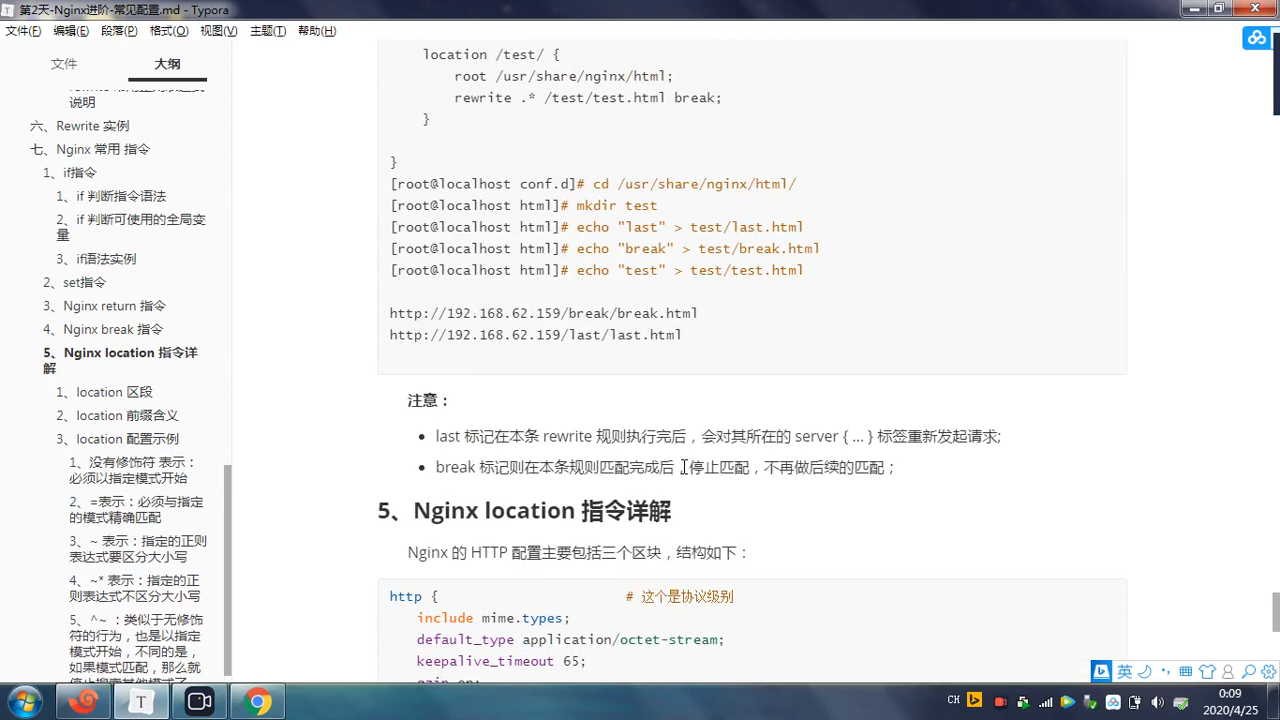 第2天-Nginx进阶-常见配置.md - Typora
文件(F) 编辑(E) 段落(P) 格式(O) 视图(V) 主题(T) 帮助(H)
文件 大纲
说明
六、Rewrite 实例
七、Nginx 常用 指令
1、if指令
1、if 判断指令语法
2、if 判断可使用的全局变
量
3、if语法实例
2、set指令
3、Nginx return 指令
4、Nginx break 指令
5、Nginx location 指令详
解
1、location 区段
2、location 前缀含义
3、location 配置示例
1、没有修饰符 表示：
必须以指定模式开始
2、=表示：必须与指定
的模式精确匹配
3、~ 表示：指定的正则
表达式要区分大小写
4、~* 表示：指定的正
则表达式不区分大小写
5、^~ ：类似于无修饰
符的行为，也是以指定
模式开始，不同的是，
如果模式匹配，那么就
停止搜索其他模式了
location /test/ {
root /usr/share/nginx/html;
rewrite .* /test/test.html break;
}
}
[root@localhost conf.d]# cd /usr/share/nginx/html/
[root@localhost html]# mkdir test
[root@localhost html]# echo "last" > test/last.html
[root@localhost html]# echo "break" > test/break.html
[root@localhost html]# echo "test" > test/test.html
http://192.168.62.159/break/break.html
http://192.168.62.159/last/last.html
注意：
last 标记在本条 rewrite 规则执行完后，会对其所在的 server { ... } 标签重新发起请求;
break 标记则在本条规则匹配完成后，停止匹配，不再做后续的匹配；
5、Nginx location 指令详解
Nginx 的 HTTP 配置主要包括三个区块，结构如下：
http { # 这个是协议级别
include mime.types;
default_type application/octet-stream;
keepalive_timeout 65;
英
CH
0:09
2020/4/25